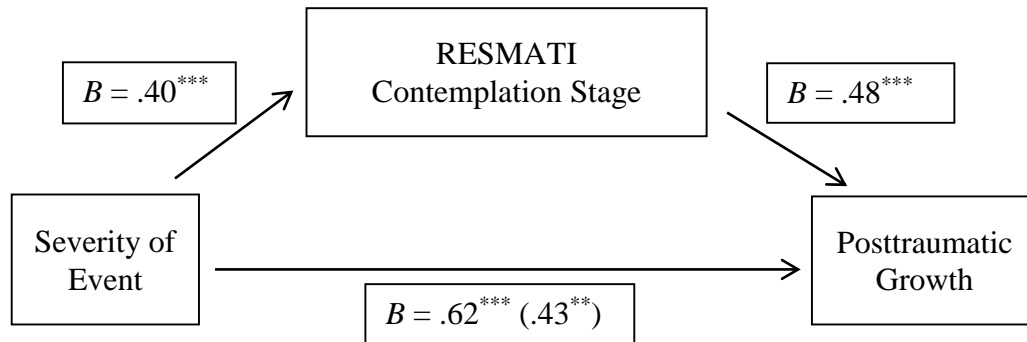 RESMATI
Contemplation Stage
B = .40***
B = .48***
Severity of
Event
Posttraumatic
Growth
B = .62*** (.43**)